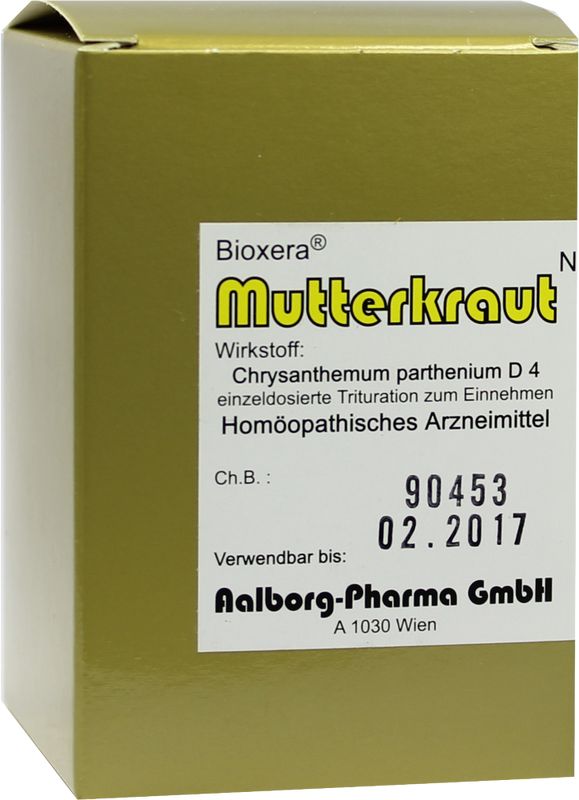 Bioxera®
N
Mutterkraut
Wirkstoff:
Chrysanthemum parthenium D 4
einzeldosierte Trituration zum Einnehmen
Homöopathisches Arzneimittel
Ch.B. :
90453
02.2017
Verwendbar bis:
Aalborg-Pharma GmbH
A 1030 Wien